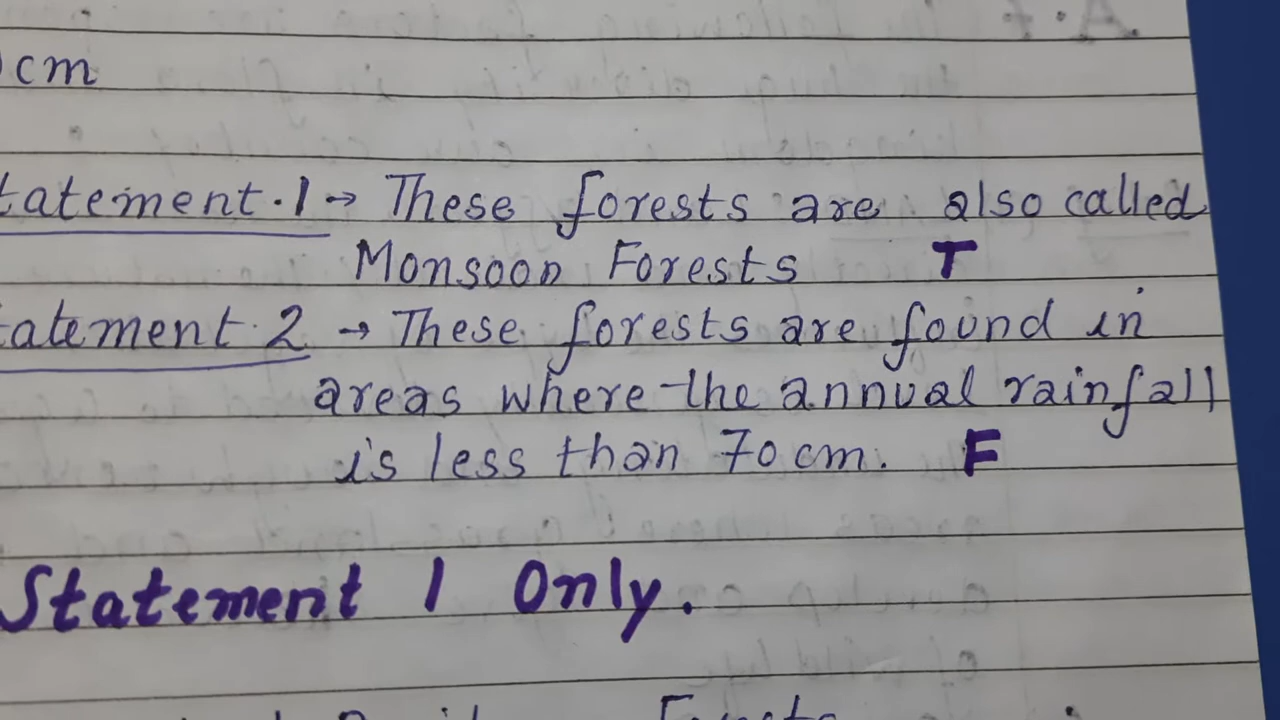 cm
tatement.1→ These forests are also called
Monsoon Forests T
atement.2 → These forests are found in
areas where the annual rainfall
is less than 70 cm. F
Statement 1 Only.